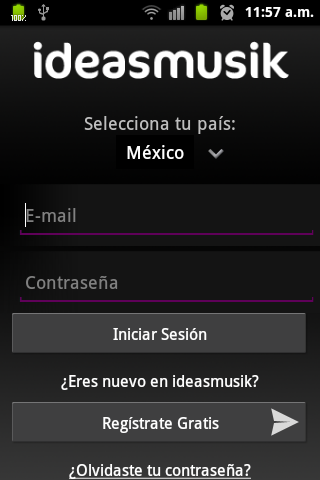 100%
11:57 a.m.
ideasmusik
Selecciona tu país:
México
E-mail
Contraseña
Iniciar Sesión
¿Eres nuevo en ideasmusik?
Regístrate Gratis
¿Olvidaste tu contraseña?